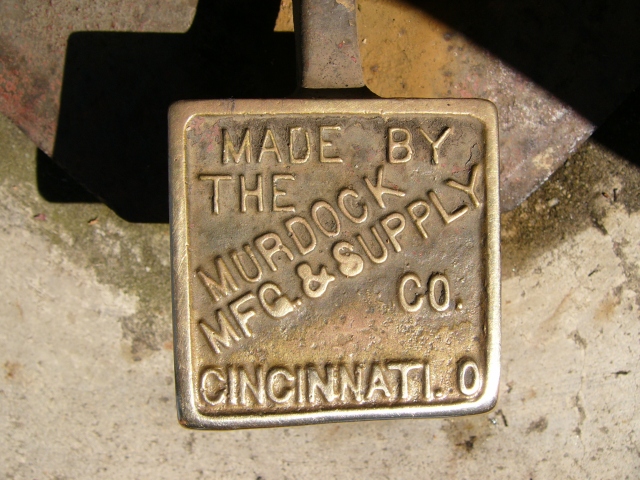 MADE BY
THE
MURDOCK
MFG. & SUPPLY
CO.
CINCINNATI. O